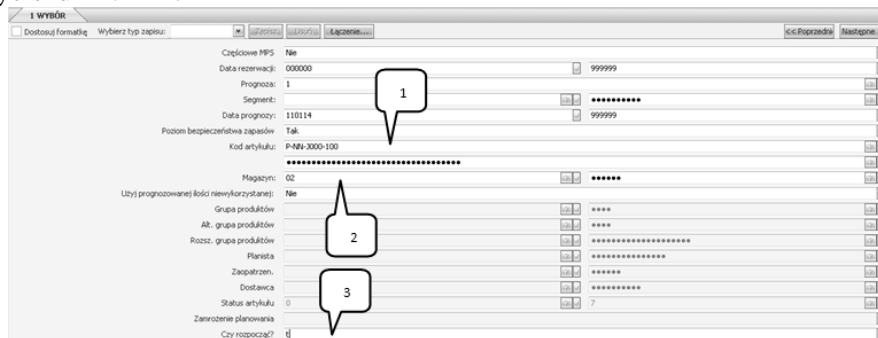 1 WYBÓR
Dostosuj formatkę Wybierz typ zapisu: Zapisz Usuń Łączenie.... << Poprzedni Następne
Częściowe MPS Nie
Data rezerwacji: 000000 999999
Prognoza: 1
Segment: ••••••••••
Data prognozy: 110114 999999
Poziom bezpieczeństwa zapasów Tak
Kod artykułu: P-NN-J000-100
•••••••••••••••••••••••••••••••••••
Magazyn: 02 ••••••
Użyj prognozowanej ilości niewykorzystanej: Nie
Grupa produktów ••••
Alt. grupa produktów ••••
Rozsz. grupa produktów ••••••••••••••••••••
Planista •••••••••••••••
Zaopatrzen. ••••••
Dostawca ••••••••••
Status artykułu 0 7
Zamrożenie planowania
Czy rozpocząć? t
1
2
3